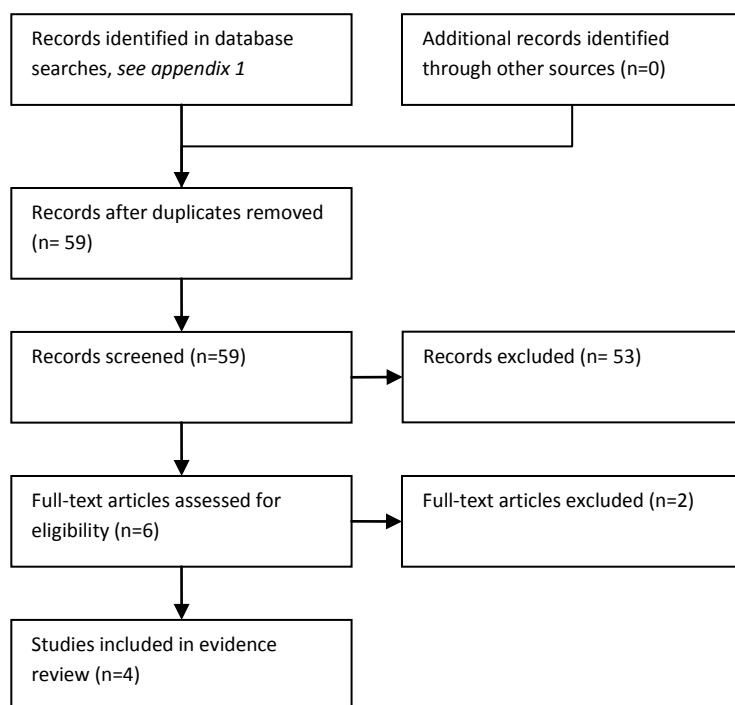 Records identified in database
searches, see appendix 1
Additional records identified
through other sources (n=0)
Records after duplicates removed
(n= 59)
Records screened (n=59)
Records excluded (n= 53)
Full-text articles assessed for
eligibility (n=6)
Full-text articles excluded (n=2)
Studies included in evidence
review (n=4)